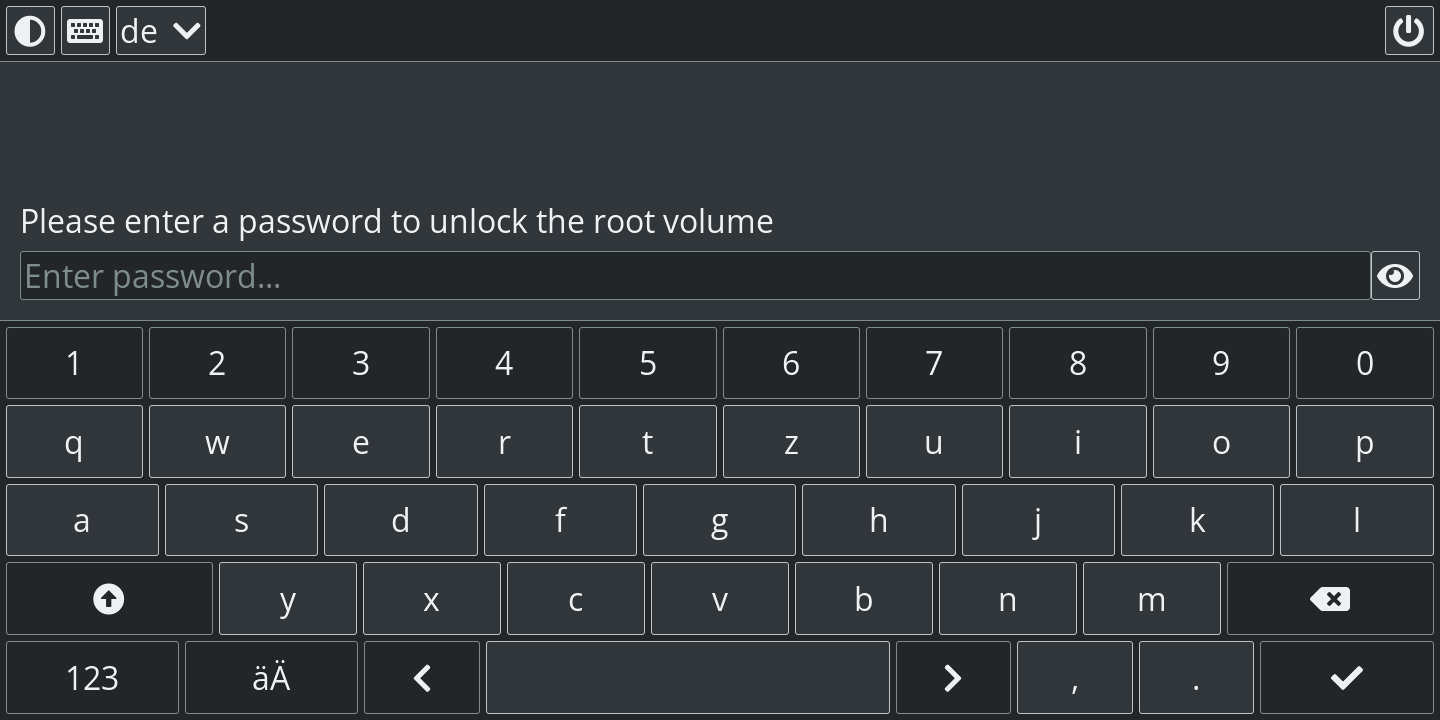 de
Please enter a password to unlock the root volume
Enter password...
1 2 3 4 5 6 7 8 9 0
q w e r t z u i o p
a s d f g h j k l
y x c v b n m
123 äÄ , .